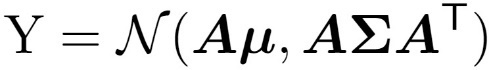 Y = 𝒩(𝑨𝝁, 𝑨𝚺𝑨ᵀ)